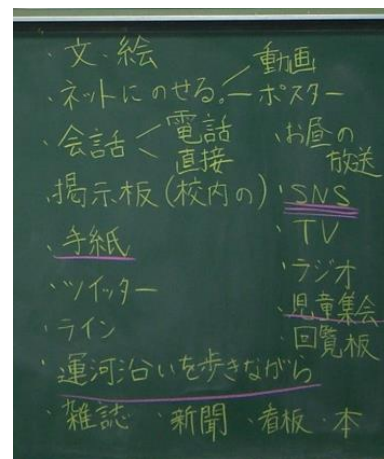 ・文・絵
・ネットにのせる。
動画
ポスター
・会話
電話
直接
・お昼の
放送
・掲示板(校内の)
・SNS
・手紙
・TV
・ツイッター
・ラジオ
・児童集会
・ライン
・回覧板
・運河沿いを歩きながら
・雑誌 ・新聞 ・看板 ・本